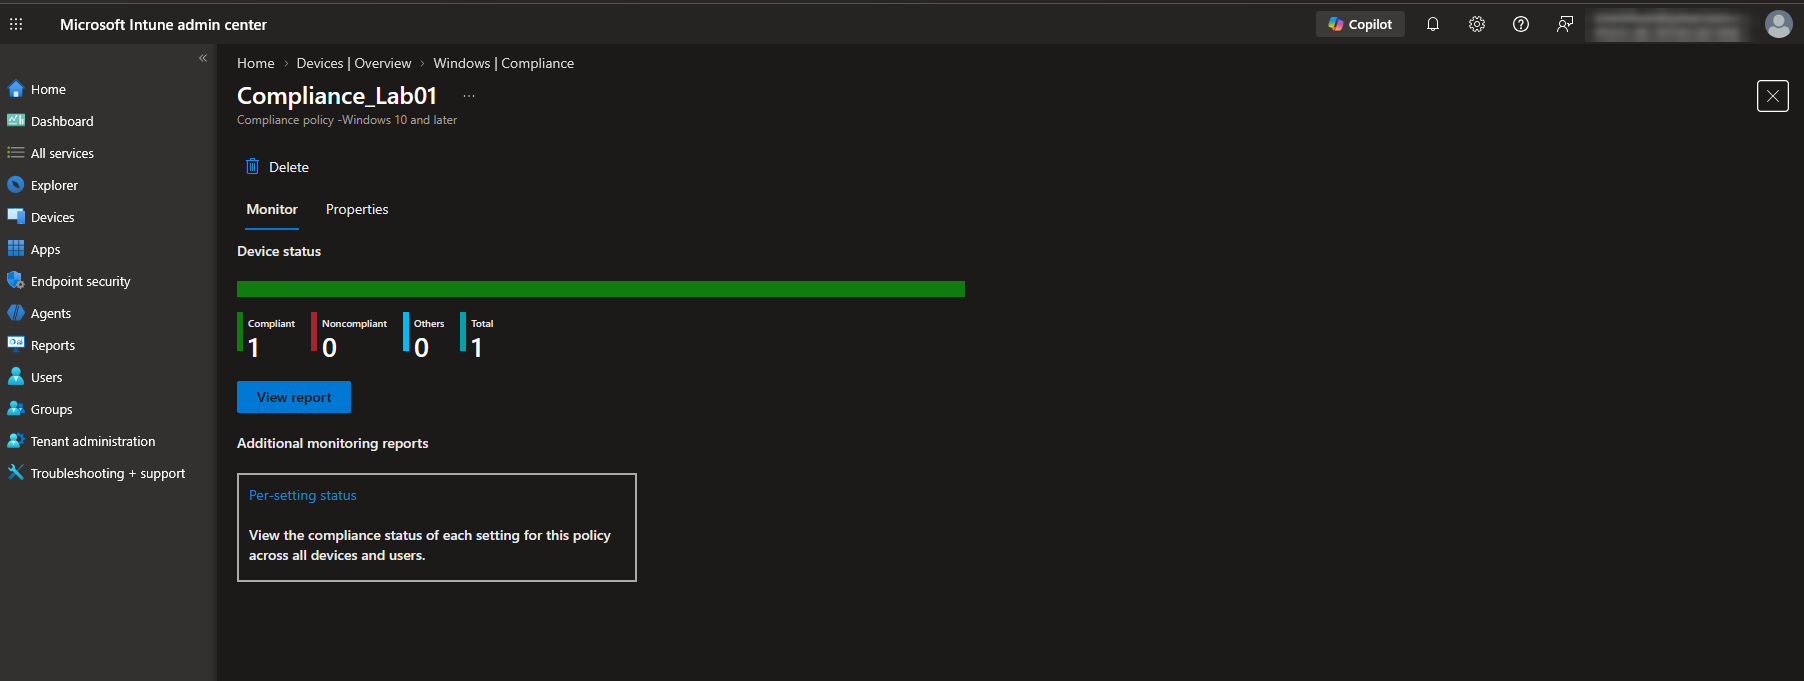 Microsoft Intune admin center
Copilot
«
Home
Dashboard
All services
Explorer
Devices
Apps
Endpoint security
Agents
Reports
Users
Groups
Tenant administration
Troubleshooting + support
Home > Devices | Overview > Windows | Compliance
Compliance_Lab01 ...
Compliance policy -Windows 10 and later
Delete
Monitor Properties
Device status
Compliant Noncompliant Others Total
1 0 0 1
View report
Additional monitoring reports
Per-setting status
View the compliance status of each setting for this policy
across all devices and users.